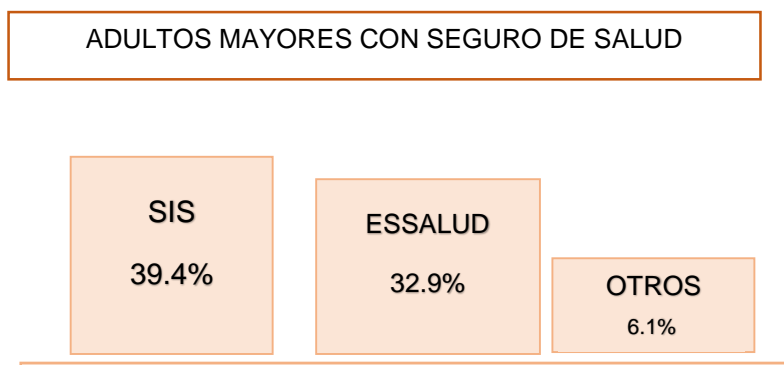 ADULTOS MAYORES CON SEGURO DE SALUD
SIS
39.4%
ESSALUD
32.9%
OTROS
6.1%